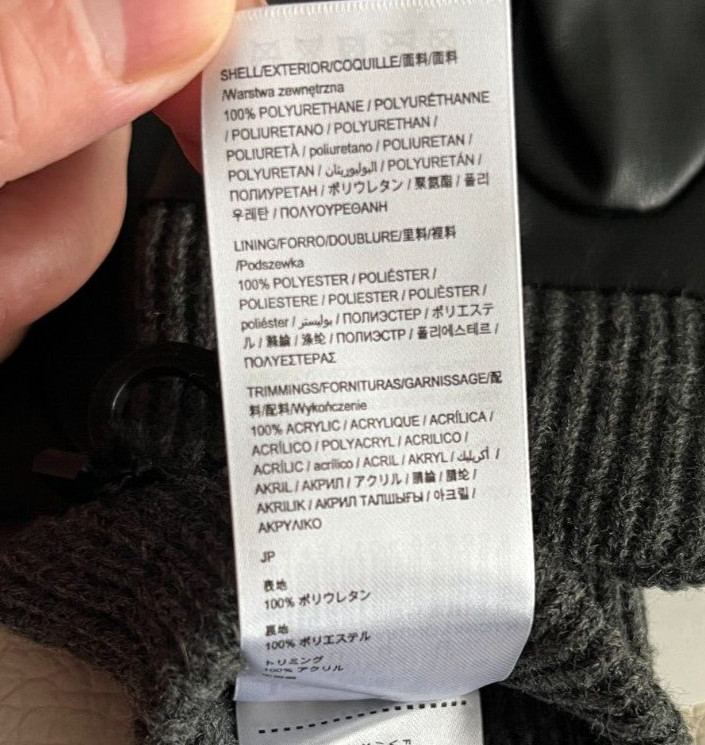 SHELL/EXTERIOR/COQUILLE/面料/面料
/Warstwa zewnętrzna
100% POLYURETHANE / POLYURÉTHANNE
/ POLIURETANO / POLYURETHAN /
POLIURETÀ / poliuretano / POLIURETAN /
POLYURETAN / البوليوريثان / POLYURETÁN /
ПОЛИУРЕТАН / ポリウレタン / 聚氨酯 / 폴리
우레탄 / ΠΟΛΥΟΥΡΕΘΑΝΗ
LINING/FORRO/DOUBLURE/里料/裡料
/Podszewka
100% POLYESTER / POLIÉSTER /
POLIESTERE / POLIESTER / POLIÈSTER /
poliéster / بوليستر / ПОЛИЭСТЕР / ポリエステ
ル / 滌綸 / 涤纶 / ПОЛИЭСТР / 폴리에스테르 /
ΠΟΛΥΕΣΤΕΡΑΣ
TRIMMINGS/FORNITURAS/GARNISSAGE/配
料/配料/Wykończenie
100% ACRYLIC / ACRYLIQUE / ACRÍLICA /
ACRÍLICO / POLYACRYL / ACRILICO /
ACRÍLIC / acrílico / ACRIL / AKRYL / أكريليك /
AKRIL / АКРИЛ / アクリル / 腈綸 / 腈纶 /
AKRILIK / АКРИЛ ТАЛШЫҒЫ / 아크릴 /
ΑΚΡΥΛΙΚΟ
JP
表地
100% ポリウレタン
裏地
100% ポリエステル
トリミング
100% アクリル